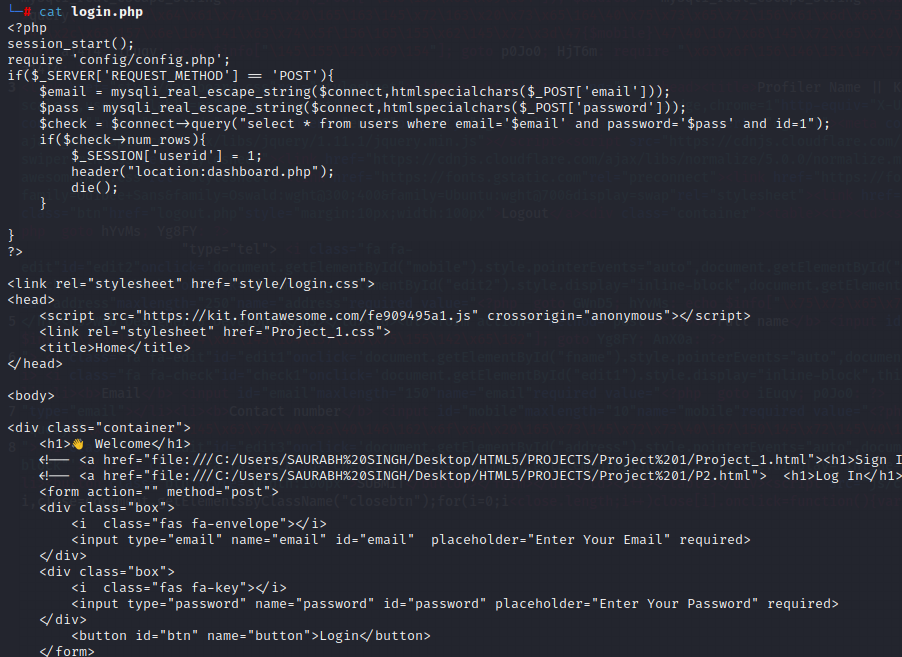 └─# cat login.php
<?php
session_start();
require 'config/config.php';
if($_SERVER['REQUEST_METHOD'] == 'POST'){
    $email = mysqli_real_escape_string($connect,htmlspecialchars($_POST['email']));
    $pass = mysqli_real_escape_string($connect,htmlspecialchars($_POST['password']));
    $check = $connect->query("select * from users where email='$email' and password='$pass' and id=1");
    if($check->num_rows){
        $_SESSION['userid'] = 1;
        header("location:dashboard.php");
        die();
    }
}
?>
<link rel="stylesheet" href="style/login.css">
<head>
    <script src="https://kit.fontawesome.com/fe909495a1.js" crossorigin="anonymous"></script>
    <link rel="stylesheet" href="Project_1.css">
    <title>Home</title>
</head>
<body>
<div class="container">
    <h1>👋 Welcome</h1>
    <!-- <a href="file:///C:/Users/SAURABH%20SINGH/Desktop/HTML5/PROJECTS/Project%201/Project_1.html"><h1>Sign I
    <!-- <a href="file:///C:/Users/SAURABH%20SINGH/Desktop/HTML5/PROJECTS/Project%201/P2.html">  <h1>Log In</h1>
    <form action="" method="post">
    <div class="box">
        <i  class="fas fa-envelope"></i>
        <input type="email" name="email" id="email"  placeholder="Enter Your Email" required>
    </div>
    <div class="box">
        <i  class="fas fa-key"></i>
        <input type="password" name="password" id="password" placeholder="Enter Your Password" required>
    </div>
        <button id="btn" name="button">Login</button>
    </form>